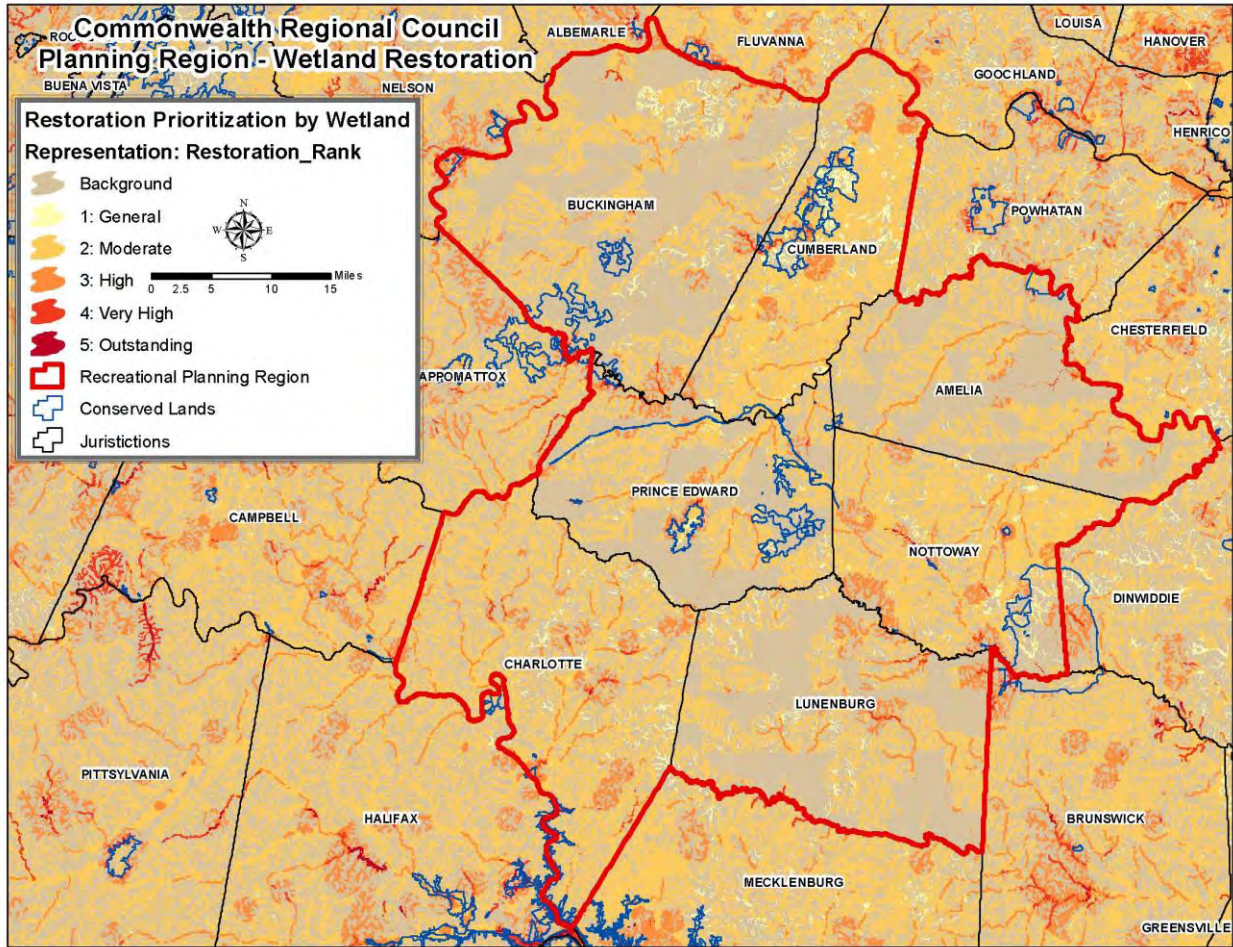 Commonwealth Regional Council
Planning Region - Wetland Restoration
Restoration Prioritization by Wetland
Representation: Restoration_Rank
Background
1: General
2: Moderate
3: High
4: Very High
5: Outstanding
Recreational Planning Region
Conserved Lands
Juristictions
N
W E
S
0 2.5 5 10 15 Miles
BUENA VISTA
NELSON
ALBEMARLE
FLUVANNA
LOUISA
HANOVER
GOOCHLAND
HENRICO
BUCKINGHAM
CUMBERLAND
POWHATAN
CHESTERFIELD
APPOMATTOX
AMELIA
PRINCE EDWARD
CAMPBELL
NOTTOWAY
DINWIDDIE
CHARLOTTE
LUNENBURG
PITTSYLVANIA
HALIFAX
BRUNSWICK
MECKLENBURG
GREENSVILLE